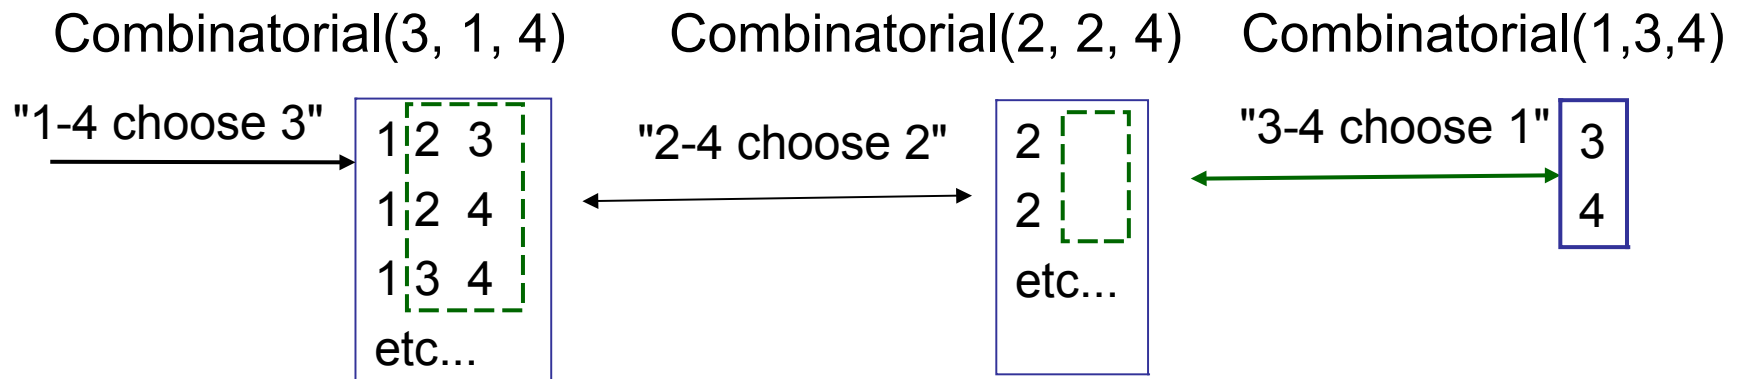 Combinatorial(3, 1, 4)
Combinatorial(2, 2, 4)
Combinatorial(1,3,4)
"1-4 choose 3"
1 2 3
1 2 4
1 3 4
etc...
"2-4 choose 2"
2
2
etc...
"3-4 choose 1"
3
4